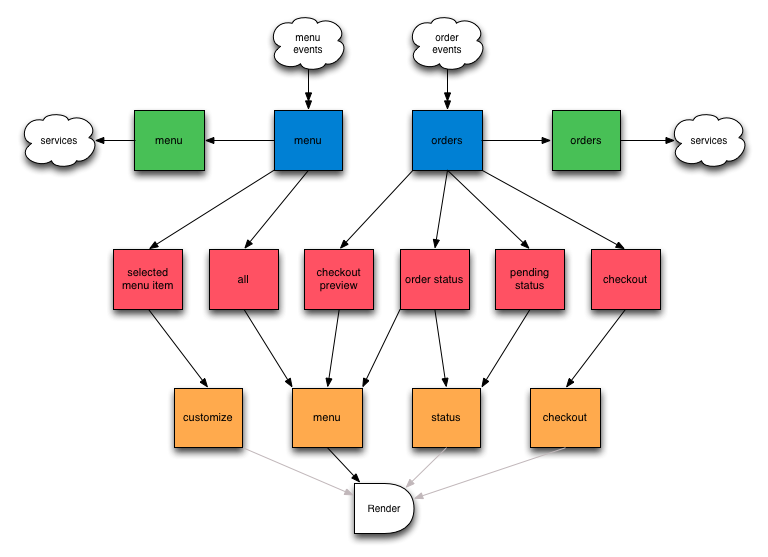 menu
events
order
events
services
menu
menu
orders
orders
services
selected
menu item
all
checkout
preview
order status
pending
status
checkout
customize
menu
status
checkout
Render